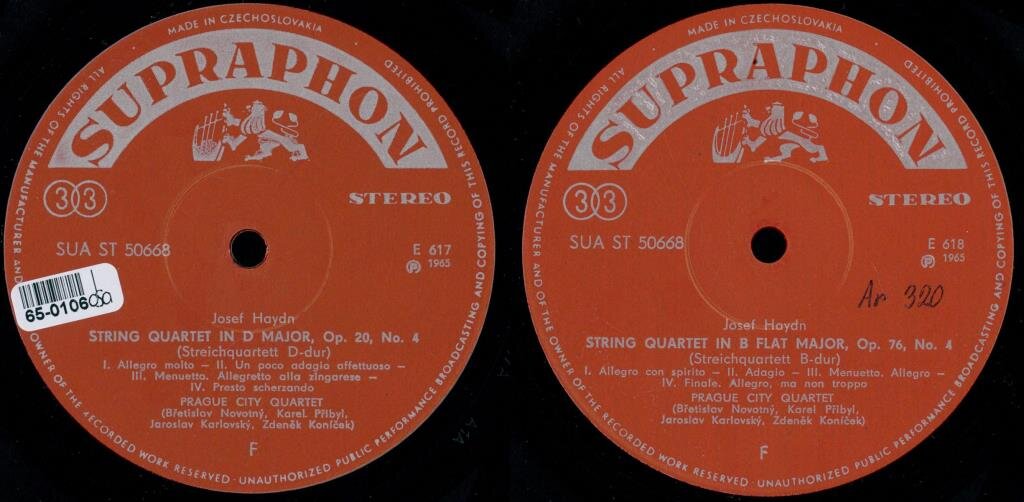 MADE IN CZECHOSLOVAKIA
ALL RIGHTS OF THE MANUFACTURER AND OF THE OWNER OF THE RECORDED WORK RESERVED · UNAUTHORIZED PUBLIC PERFORMANCE BROADCASTING AND COPYING OF THIS RECORD PROHIBITED
SUPRAPHON
33
STEREO
SUA ST 50668
E 617
Ⓟ 1965
65-0106
Josef Haydn
STRING QUARTET IN D MAJOR, Op. 20, No. 4
(Streichquartett D-dur)
I. Allegro molto – II. Un poco adagio affettuoso –
III. Menuetto. Allegretto alla zingarese –
IV. Presto scherzando
PRAGUE CITY QUARTET
(Břetislav Novotný, Karel. Přibyl,
Jaroslav Karlovský, Zdeněk Koníček)
F
MADE IN CZECHOSLOVAKIA
ALL RIGHTS OF THE MANUFACTURER AND OF THE OWNER OF THE RECORDED WORK RESERVED · UNAUTHORIZED PUBLIC PERFORMANCE BROADCASTING AND COPYING OF THIS RECORD PROHIBITED
SUPRAPHON
33
STEREO
SUA ST 50668
E 618
Ⓟ 1965
Ar 320
Josef Haydn
STRING QUARTET IN B FLAT MAJOR, Op. 76, No. 4
(Streichquartett B-dur)
I. Allegro con spirito – II. Adagio – III. Menuetto. Allegro –
IV. Finale. Allegro, ma non troppo
PRAGUE CITY QUARTET
(Břetislav Novotný, Karel Přibyl,
Jaroslav Karlovský, Zdeněk Koníček)
F